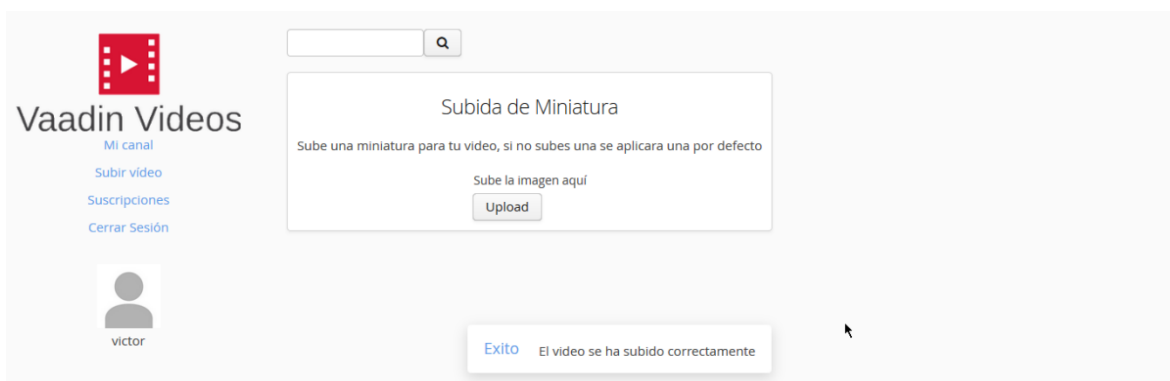 Vaadin Videos
Mi canal
Subir vídeo
Suscripciones
Cerrar Sesión
victor
Subida de Miniatura
Sube una miniatura para tu video, si no subes una se aplicara una por defecto
Sube la imagen aquí
Upload
Exito El video se ha subido correctamente